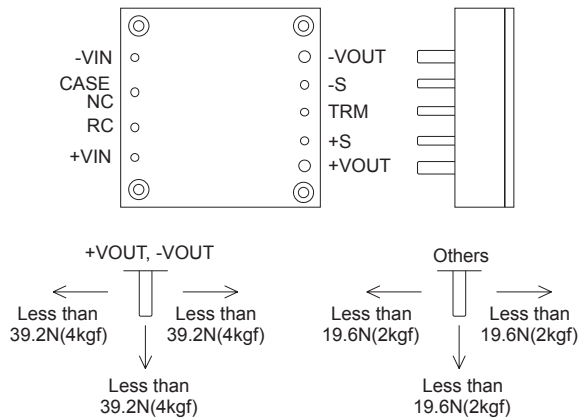 -VIN
CASE
NC
RC
+VIN
-VOUT
-S
TRM
+S
+VOUT
+VOUT, -VOUT
Less than
39.2N(4kgf)
Less than
39.2N(4kgf)
Less than
39.2N(4kgf)
Others
Less than
19.6N(2kgf)
Less than
19.6N(2kgf)
Less than
19.6N(2kgf)